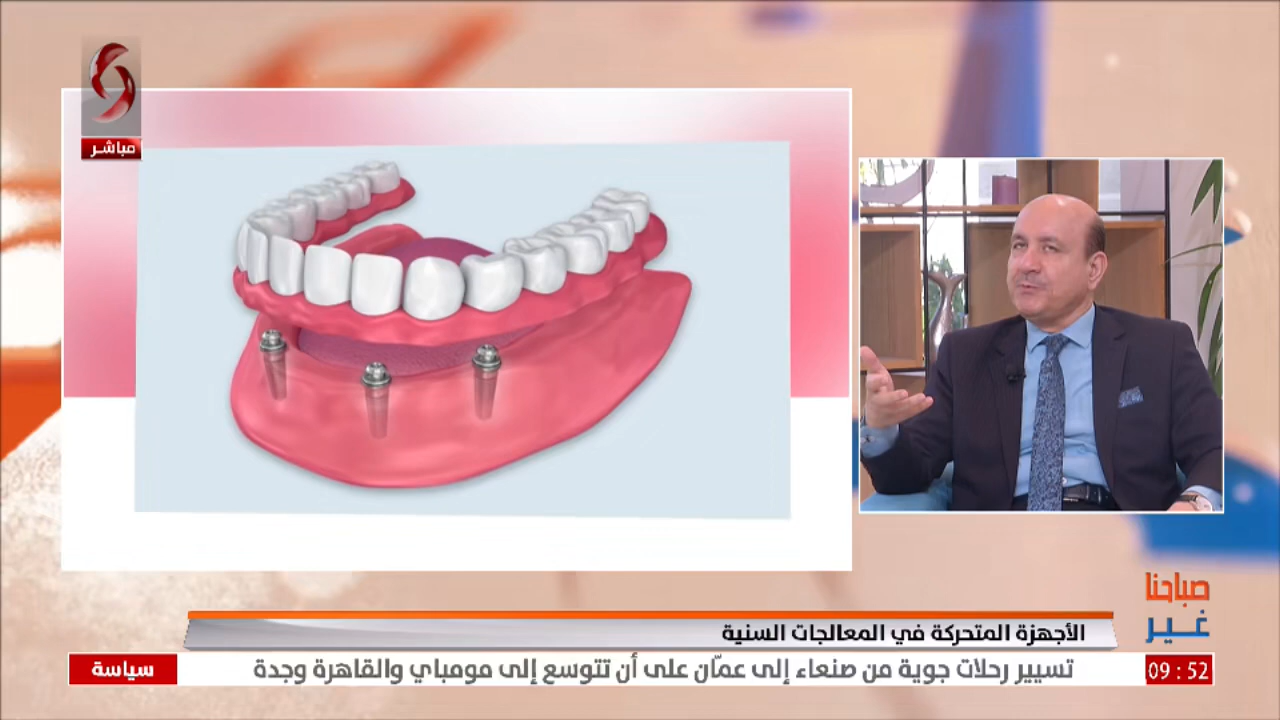 مباشر
صباحنا
غير
الأجهزة المتحركة في المعالجات السنية
تسيير رحلات جوية من صنعاء إلى عمّان على أن تتوسع إلى مومباي والقاهرة وجدة
سياسة
09 : 52